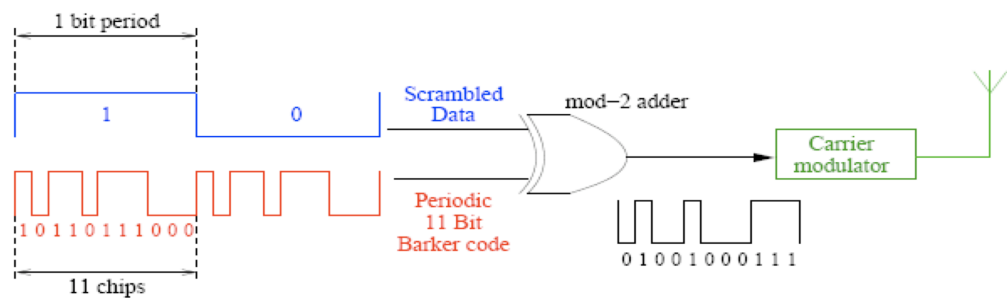 1 bit period
1
0
Scrambled
Data
mod-2 adder
Carrier
modulator
1 0 1 1 0 1 1 1 0 0 0
Periodic
11 Bit
Barker code
0 1 0 0 1 0 0 0 1 1 1
11 chips